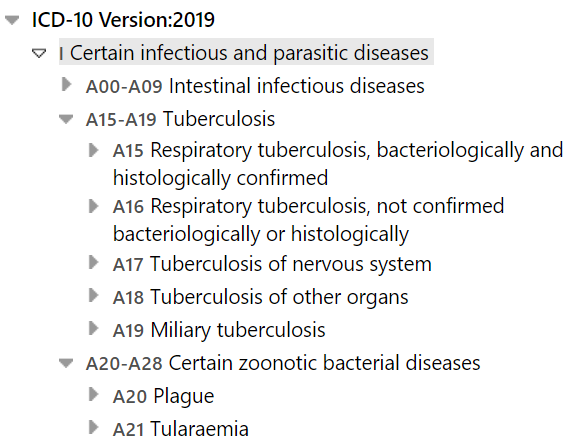 ICD-10 Version:2019
I Certain infectious and parasitic diseases
A00-A09 Intestinal infectious diseases
A15-A19 Tuberculosis
A15 Respiratory tuberculosis, bacteriologically and
histologically confirmed
A16 Respiratory tuberculosis, not confirmed
bacteriologically or histologically
A17 Tuberculosis of nervous system
A18 Tuberculosis of other organs
A19 Miliary tuberculosis
A20-A28 Certain zoonotic bacterial diseases
A20 Plague
A21 Tularaemia